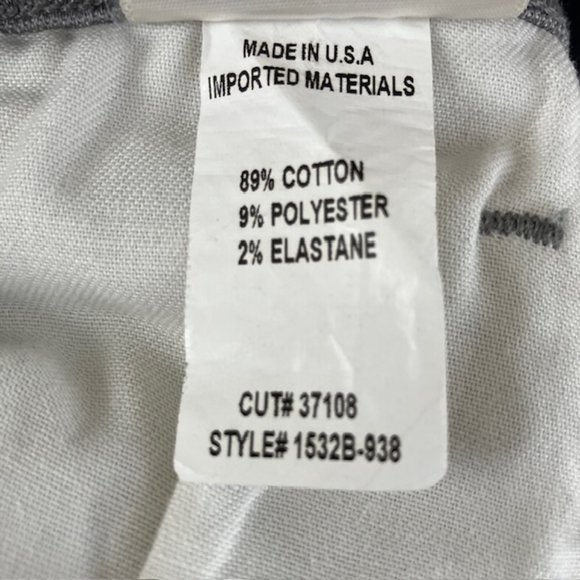 MADE IN U.S.A
IMPORTED MATERIALS
89% COTTON
9% POLYESTER
2% ELASTANE
CUT# 37108
STYLE# 1532B-938